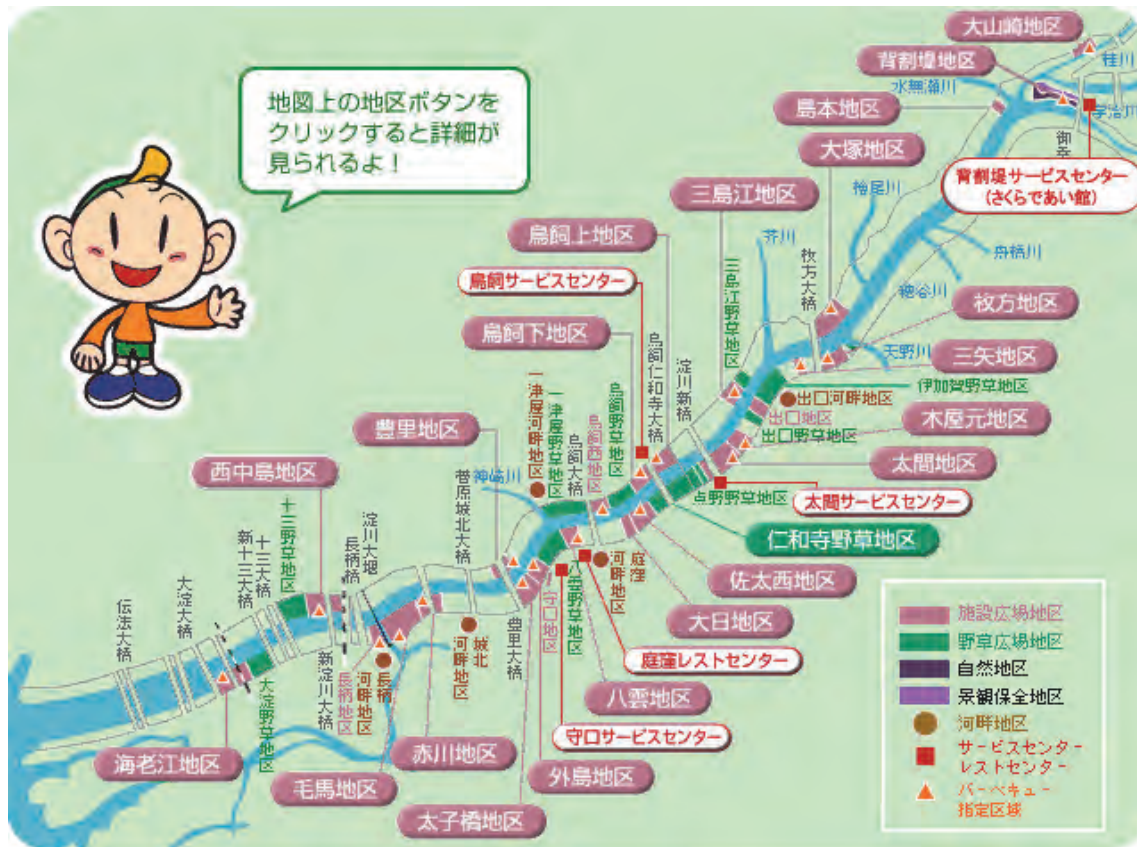 地図上の地区ボタンを
クリックすると詳細が
見られるよ！
大山崎地区
桂川
背割堤地区
水無瀬川
宇治川
島本地区
背割堤サービスセンター
(さくらであい館)
大塚地区
檜尾川
三島江地区
芥川
枚方大橋
舟橋川
穂谷川
鳥飼上地区
三島江野草地区
枚方地区
鳥飼サービスセンター
天野川
三矢地区
鳥飼下地区
鳥飼仁和寺大橋
淀川新橋
伊加賀野草地区
出口河畔地区
出口地区
出口野草地区
木屋元地区
太間地区
太間サービスセンター
点野野草地区
仁和寺野草地区
一津屋河畔地区
一津屋野草地区
鳥飼大橋
鳥飼西地区
鳥飼野草地区
豊里地区
神崎川
菅原城北大橋
佐太西地区
大日地区
庭窪河畔地区
庭窪レストセンター
八雲野草地区
八雲地区
守口地区
守口サービスセンター
西中島地区
淀川大堰
長柄橋
十三野草地区
十三大橋
新十三大橋
大淀大橋
伝法大橋
豊里大橋
城北河畔地区
新淀川大橋
長柄地区
長柄河畔地区
大淀野草地区
海老江地区
毛馬地区
赤川地区
太子橋地区
外島地区
施設広場地区
野草広場地区
自然地区
景観保全地区
河畔地区
サービスセンター
レストセンター
バーベキュー
指定区域